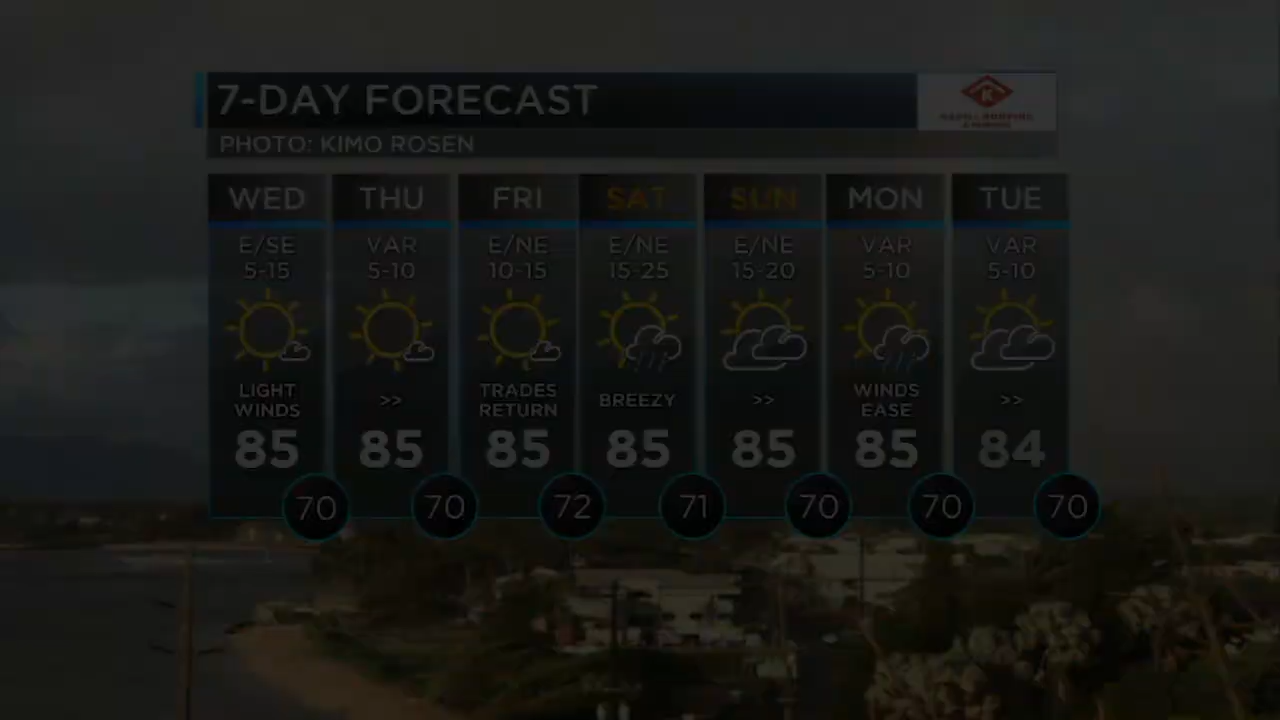 7-DAY FORECAST
K
PHOTO: KIMO ROSEN
WED THU FRI SAT SUN MON TUE
E/SE VAR E/NE E/NE E/NE VAR VAR
5-15 5-10 10-15 15-25 15-20 5-10 5-10
LIGHT WINDS >> TRADES RETURN BREEZY >> WINDS EASE >>
85 85 85 85 85 85 84
70 70 72 71 70 70 70